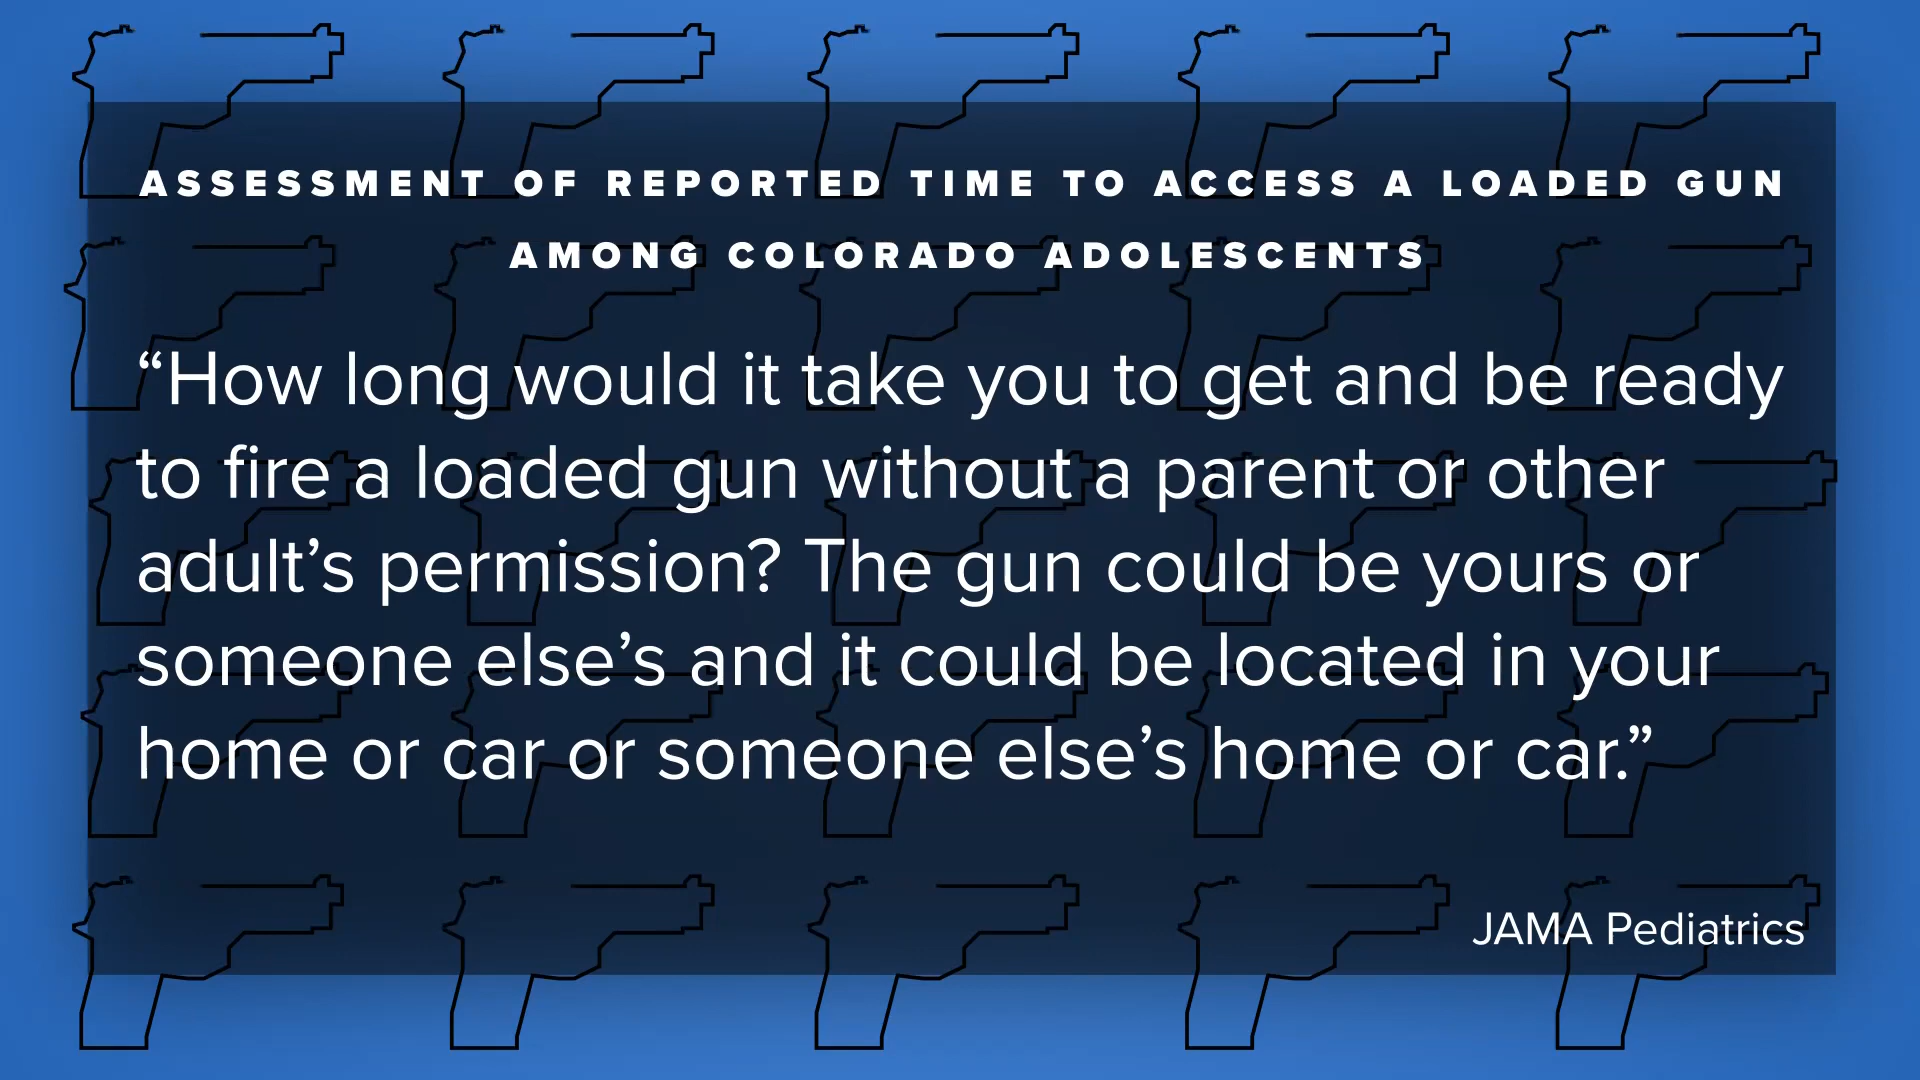 ASSESSMENT OF REPORTED TIME TO ACCESS A LOADED GUN
AMONG COLORADO ADOLESCENTS
“How long would it take you to get and be ready
to fire a loaded gun without a parent or other
adult’s permission? The gun could be yours or
someone else’s and it could be located in your
home or car or someone else’s home or car.”
JAMA Pediatrics